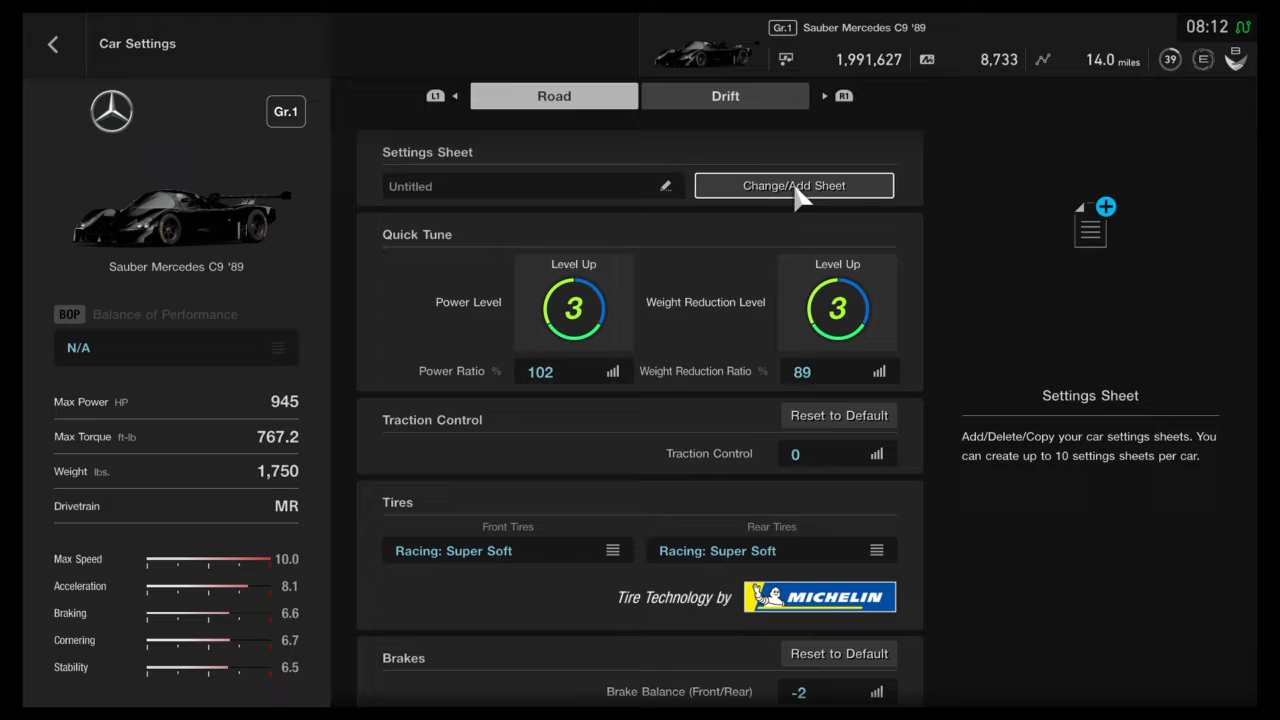 Car Settings
Gr.1 Sauber Mercedes C9 '89
08:12
1,991,627 8,733 14.0 miles 39 E B
L1 Road Drift R1
Gr.1
Sauber Mercedes C9 '89
BOP Balance of Performance
N/A
Max Power HP 945
Max Torque ft-lb 767.2
Weight lbs. 1,750
Drivetrain MR
Max Speed 10.0
Acceleration 8.1
Braking 6.6
Cornering 6.7
Stability 6.5
Settings Sheet
Untitled Change/Add Sheet
Quick Tune
Level Up Level Up
Power Level 3 Weight Reduction Level 3
Power Ratio % 102 Weight Reduction Ratio % 89
Traction Control Reset to Default
Traction Control 0
Tires
Front Tires Rear Tires
Racing: Super Soft Racing: Super Soft
Tire Technology by MICHELIN
Brakes Reset to Default
Brake Balance (Front/Rear) -2
Settings Sheet
Add/Delete/Copy your car settings sheets. You
can create up to 10 settings sheets per car.